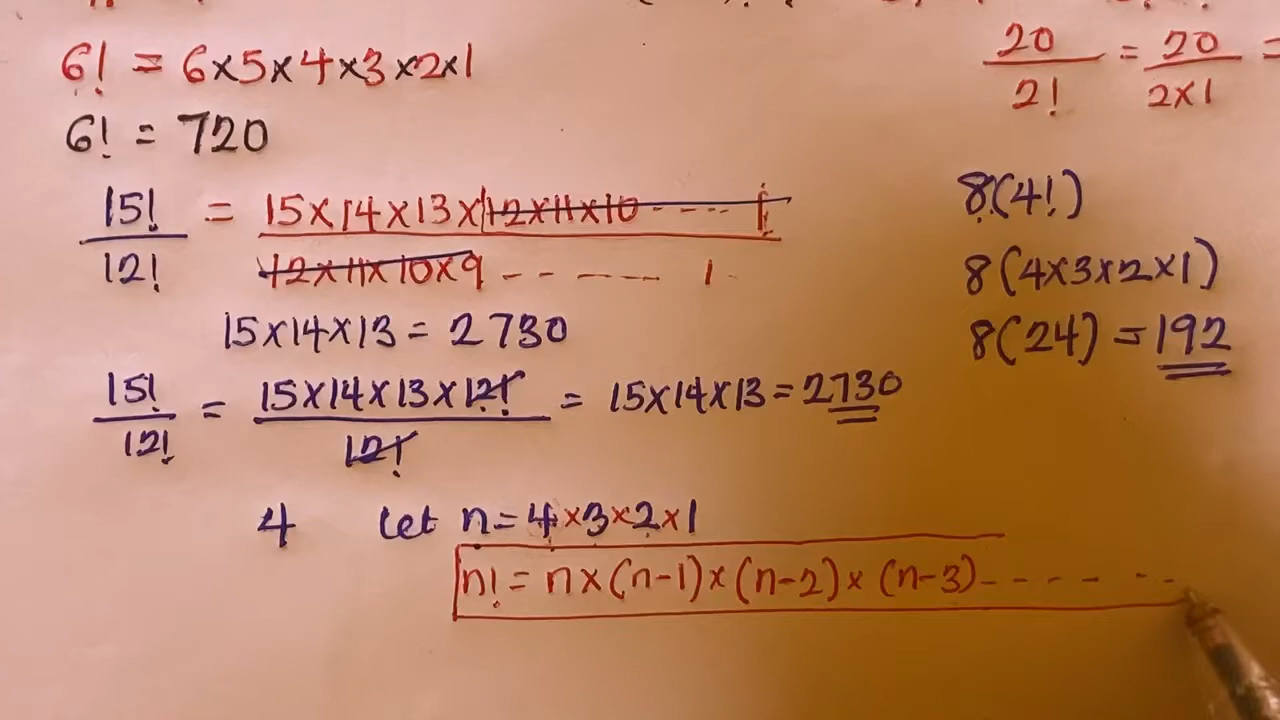 6! = 6×5×4×3×2×1
6! = 720
15!/12! = 15×14×13×12×11×10 - - - - 1 / 12×11×10×9 - - - - - 1
15×14×13 = 2730
15!/12! = 15×14×13×12!/12! = 15×14×13 = 2730
4 Let n = 4×3×2×1
n! = n×(n-1)×(n-2)×(n-3) - - - - - -
20/2! = 20/2×1 =
8(4!)
8(4×3×2×1)
8(24) = 192